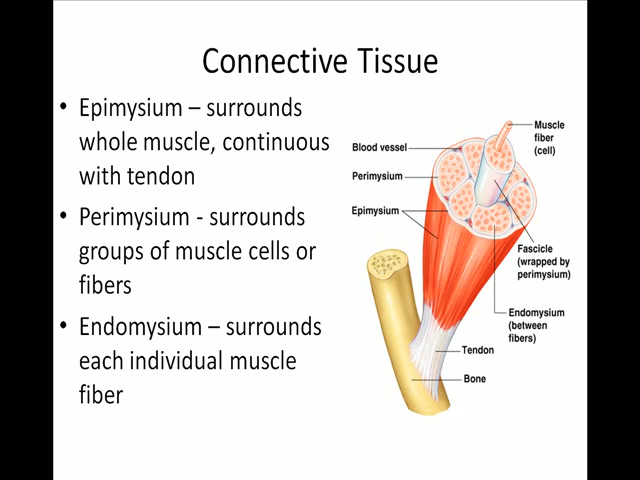 Connective Tissue
• Epimysium – surrounds
whole muscle, continuous
with tendon
• Perimysium - surrounds
groups of muscle cells or
fibers
• Endomysium – surrounds
each individual muscle
fiber
Muscle
fiber
(cell)
Blood vessel
Perimysium
Epimysium
Fascicle
(wrapped by
perimysium)
Endomysium
(between
fibers)
Tendon
Bone